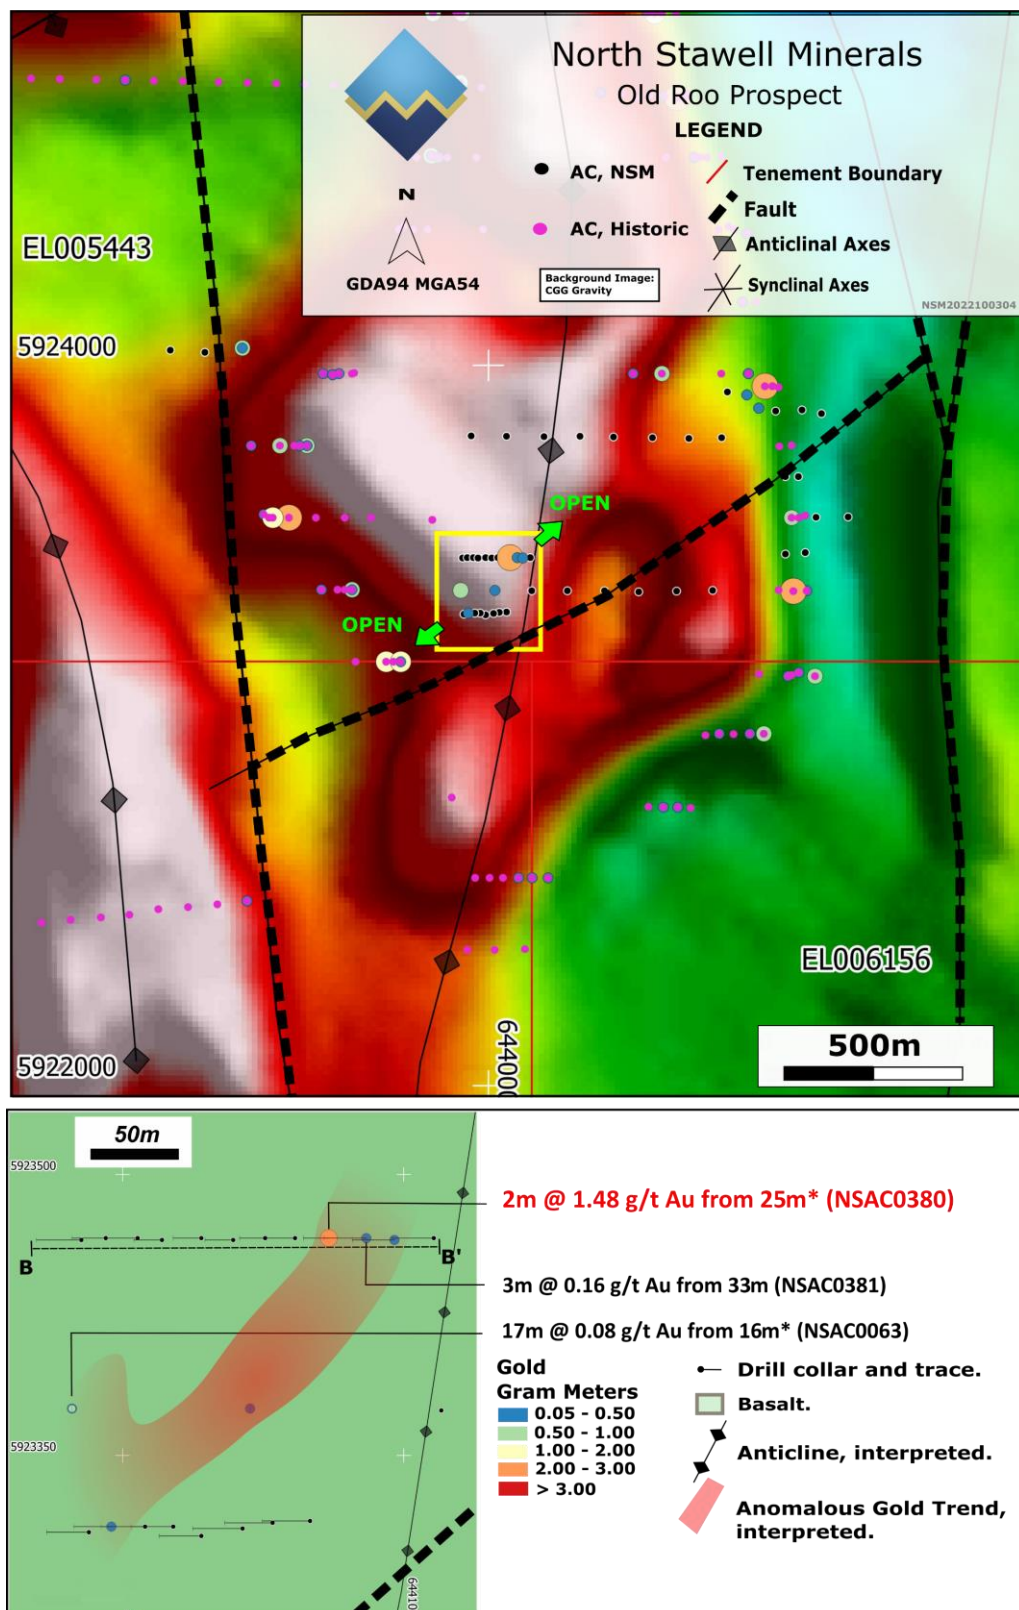 North Stawell Minerals
Old Roo Prospect
LEGEND
AC, NSM
Tenement Boundary
N
Fault
AC, Historic
Anticlinal Axes
EL005443
GDA94 MGA54
Background Image:
CGG Gravity
Synclinal Axes
NSM2022100304
5924000
OPEN
OPEN
EL006156
644000
5922000
500m
50m
5923500
2m @ 1.48 g/t Au from 25m* (NSAC0380)
B
B'
3m @ 0.16 g/t Au from 33m (NSAC0381)
17m @ 0.08 g/t Au from 16m* (NSAC0063)
Gold
Gram Meters
0.05 - 0.50
0.50 - 1.00
1.00 - 2.00
2.00 - 3.00
> 3.00
Drill collar and trace.
Basalt.
Anticline, interpreted.
Anomalous Gold Trend,
interpreted.
5923350
64410